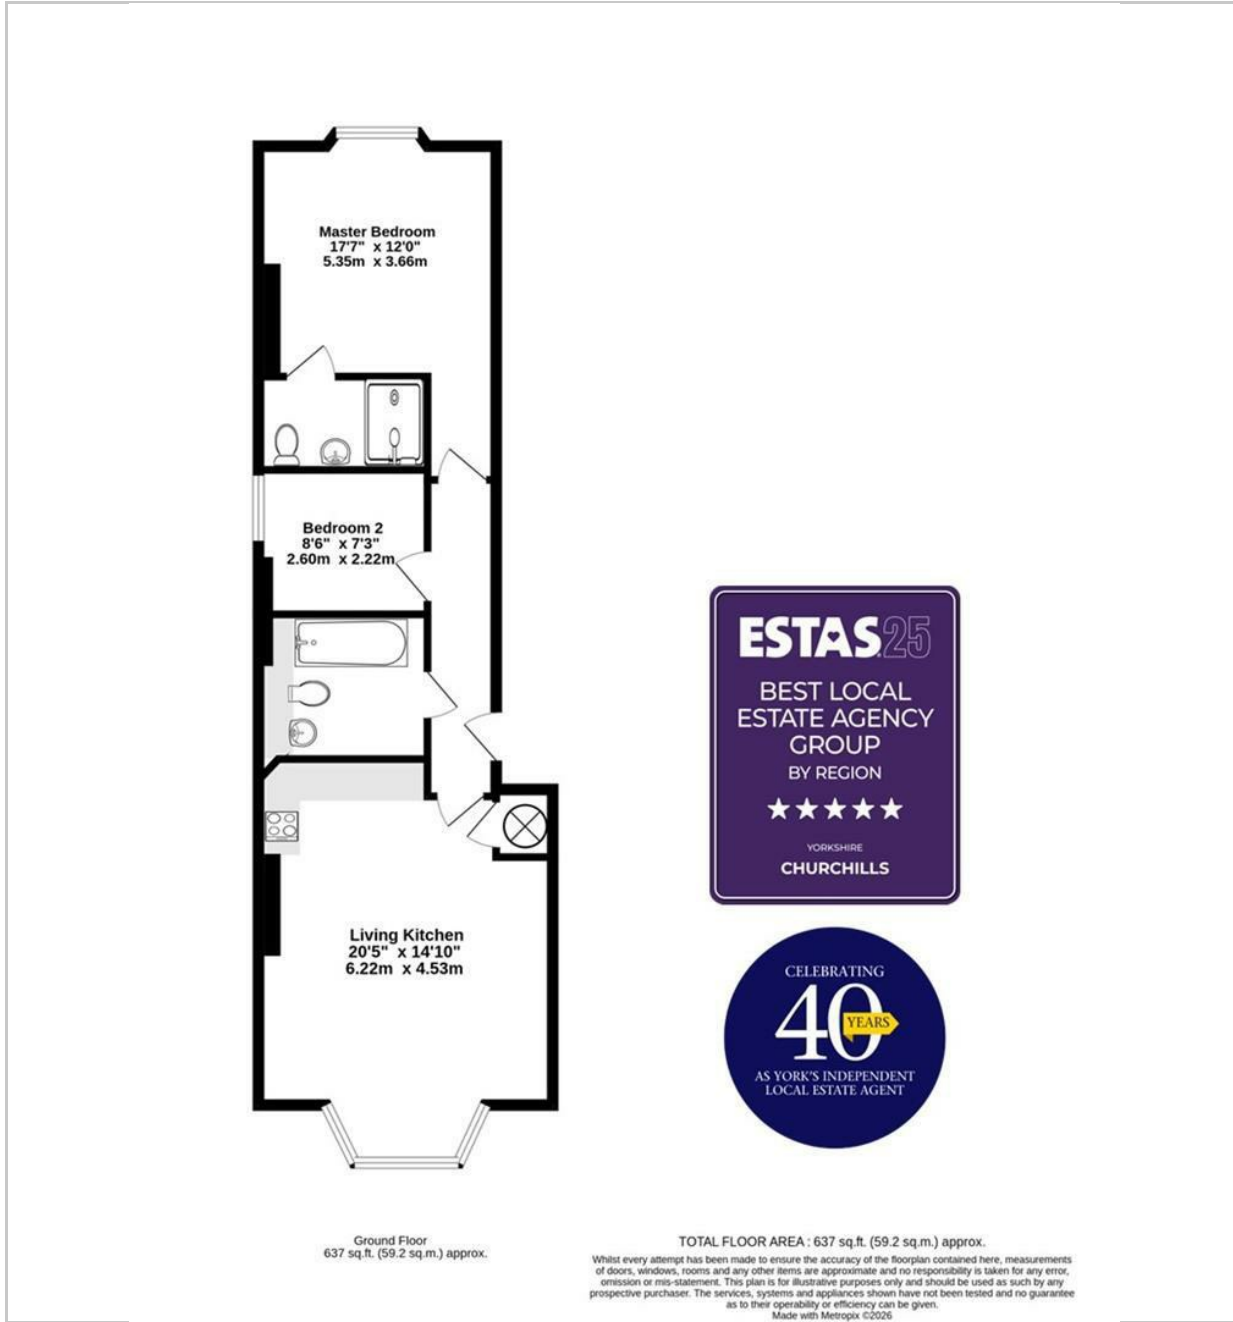 Master Bedroom
17'7" x 12'0"
5.35m x 3.66m
Bedroom 2
8'6" x 7'3"
2.60m x 2.22m
Living Kitchen
20'5" x 14'10"
6.22m x 4.53m
ESTAS 25
BEST LOCAL
ESTATE AGENCY
GROUP
BY REGION
YORKSHIRE
CHURCHILLS
CELEBRATING
40
YEARS
AS YORK'S INDEPENDENT
LOCAL ESTATE AGENT
Ground Floor
637 sq.ft. (59.2 sq.m.) approx.
TOTAL FLOOR AREA : 637 sq.ft. (59.2 sq.m.) approx.
Whilst every attempt has been made to ensure the accuracy of the floorplan contained here, measurements
of doors, windows, rooms and any other items are approximate and no responsibility is taken for any error,
omission or mis-statement. This plan is for illustrative purposes only and should be used as such by any
prospective purchaser. The services, systems and appliances shown have not been tested and no guarantee
as to their operability or efficiency can be given.
Made with Metropix ©2026